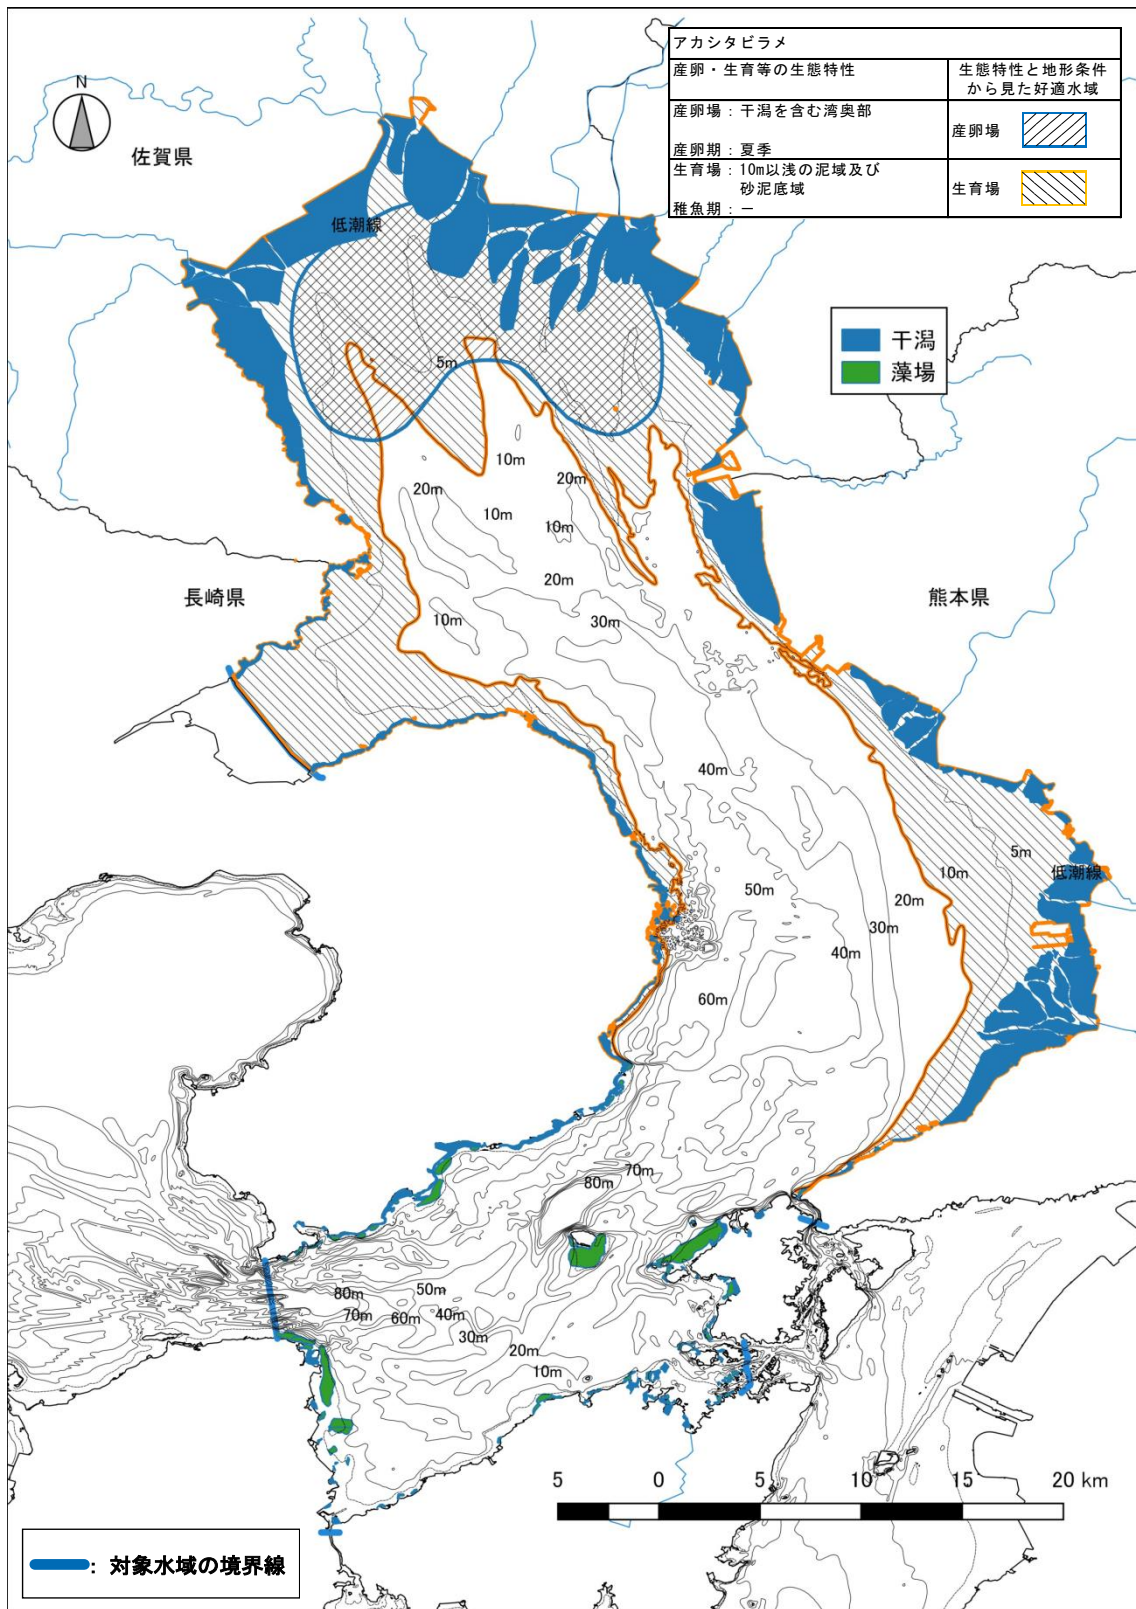 アカシタビラメ
産卵・生育等の生態特性
生態特性と地形条件
から見た好適水域
産卵場：干潟を含む湾奥部
産卵期：夏季
産卵場
生育場：10m以浅の泥域及び
砂泥底域
稚魚期：－
生育場
N
佐賀県
低潮線
干潟
藻場
5m
10m
20m
20m
10m
10m
20m
長崎県
熊本県
10m
30m
40m
5m
低潮線
10m
50m
20m
30m
40m
60m
70m
80m
50m
80m
70m
60m
40m
30m
20m
10m
5 0 5 10 15 20 km
：対象水域の境界線